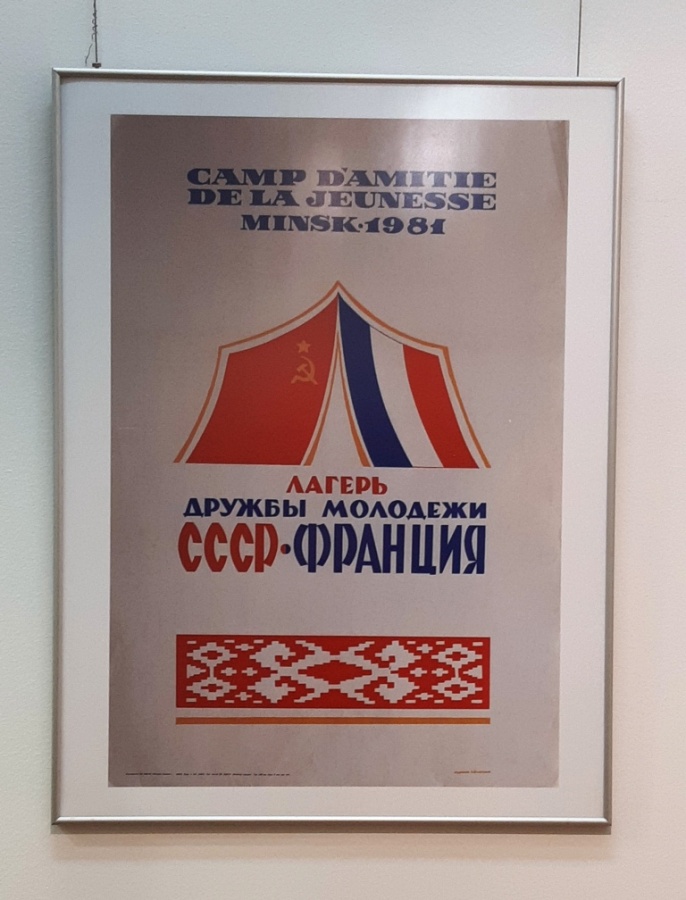 CAMP D'AMITIE
DE LA JEUNESSE
MINSK·1981
ЛАГЕРЬ
ДРУЖБЫ МОЛОДЕЖИ
СССР·ФРАНЦИЯ